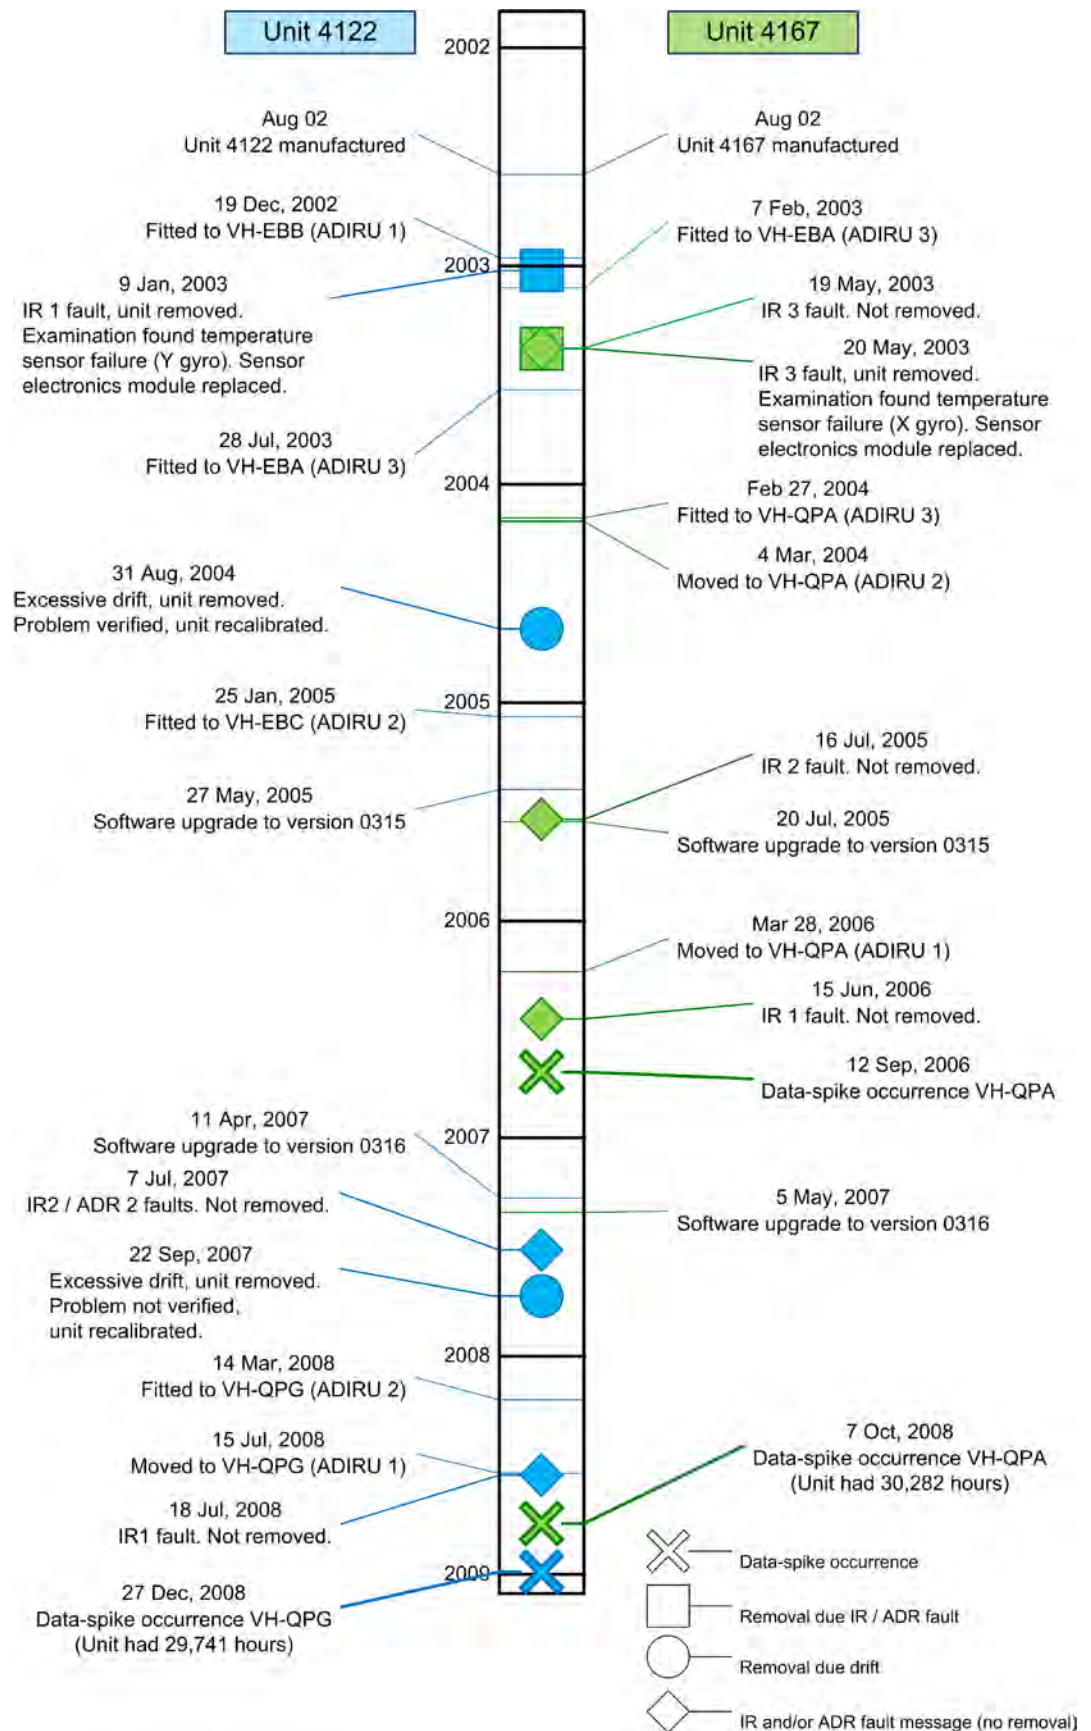 Unit 4122
Unit 4167
2002
Aug 02
Unit 4122 manufactured
Aug 02
Unit 4167 manufactured
19 Dec, 2002
Fitted to VH-EBB (ADIRU 1)
7 Feb, 2003
Fitted to VH-EBA (ADIRU 3)
2003
9 Jan, 2003
IR 1 fault, unit removed.
Examination found temperature
sensor failure (Y gyro). Sensor
electronics module replaced.
19 May, 2003
IR 3 fault. Not removed.
20 May, 2003
IR 3 fault, unit removed.
Examination found temperature
sensor failure (X gyro). Sensor
electronics module replaced.
28 Jul, 2003
Fitted to VH-EBA (ADIRU 3)
2004
Feb 27, 2004
Fitted to VH-QPA (ADIRU 3)
4 Mar, 2004
Moved to VH-QPA (ADIRU 2)
31 Aug, 2004
Excessive drift, unit removed.
Problem verified, unit recalibrated.
2005
25 Jan, 2005
Fitted to VH-EBC (ADIRU 2)
16 Jul, 2005
IR 2 fault. Not removed.
27 May, 2005
Software upgrade to version 0315
20 Jul, 2005
Software upgrade to version 0315
2006
Mar 28, 2006
Moved to VH-QPA (ADIRU 1)
15 Jun, 2006
IR 1 fault. Not removed.
12 Sep, 2006
Data-spike occurrence VH-QPA
11 Apr, 2007
Software upgrade to version 0316
2007
7 Jul, 2007
IR2 / ADR 2 faults. Not removed.
5 May, 2007
Software upgrade to version 0316
22 Sep, 2007
Excessive drift, unit removed.
Problem not verified,
unit recalibrated.
2008
14 Mar, 2008
Fitted to VH-QPG (ADIRU 2)
15 Jul, 2008
Moved to VH-QPG (ADIRU 1)
7 Oct, 2008
Data-spike occurrence VH-QPA
(Unit had 30,282 hours)
18 Jul, 2008
IR1 fault. Not removed.
2009
27 Dec, 2008
Data-spike occurrence VH-QPG
(Unit had 29,741 hours)
Data-spike occurrence
Removal due IR / ADR fault
Removal due drift
IR and/or ADR fault message (no removal)